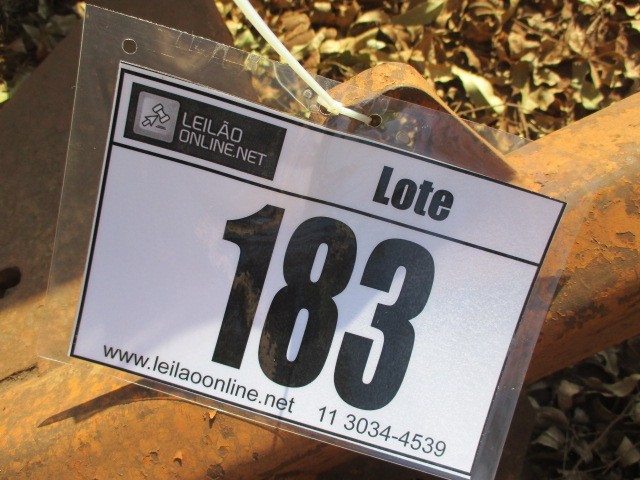 LEILÃO
ONLINE.NET
Lote
183
www.leilaoonline.net 11 3034-4539